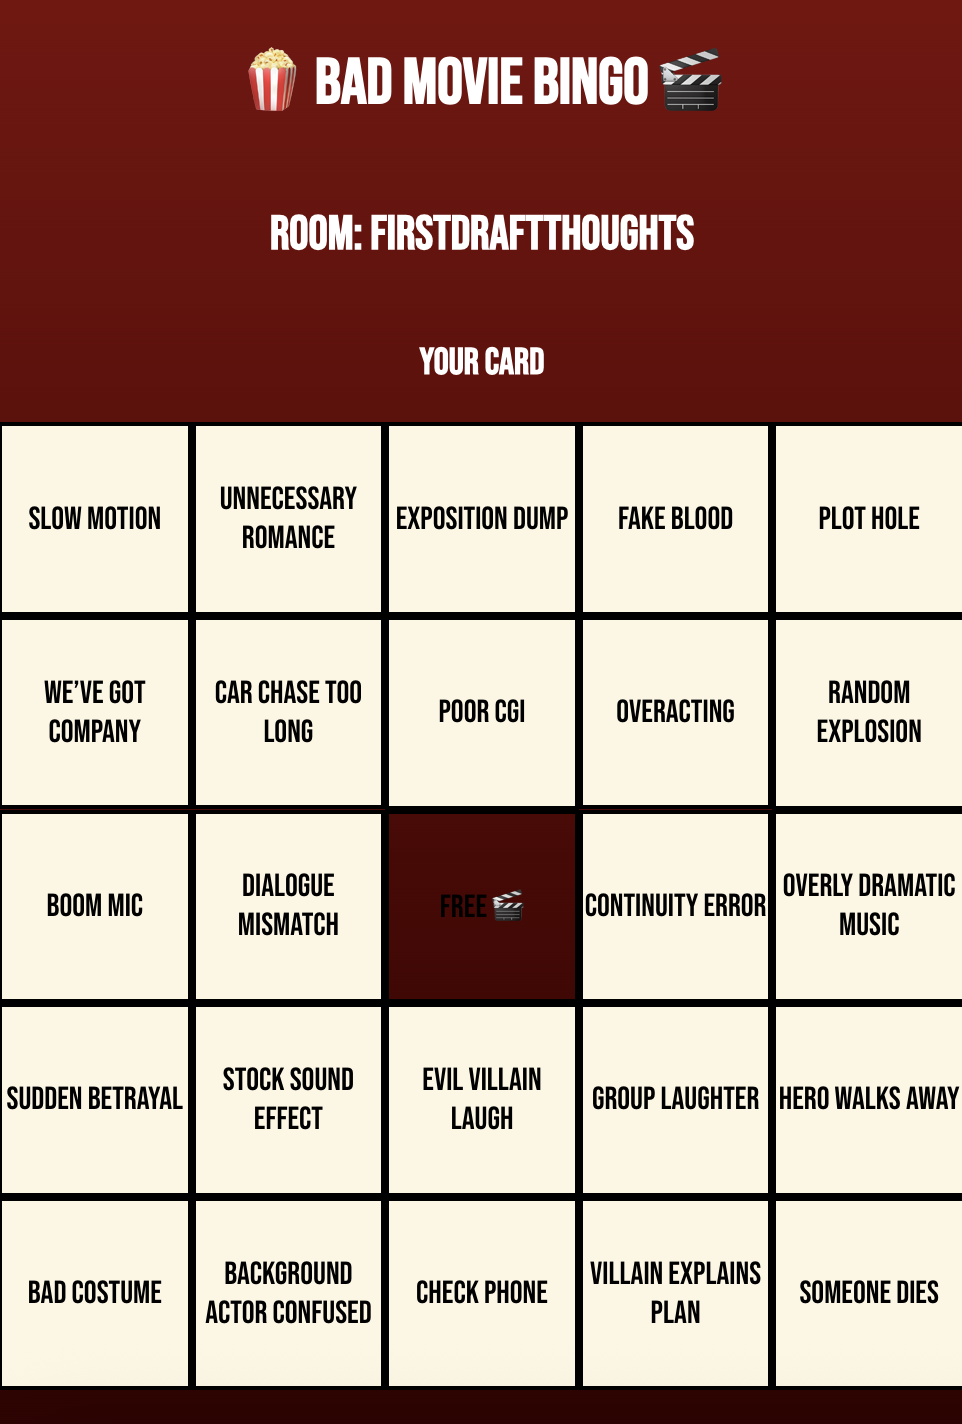 🍿 BAD MOVIE BINGO 🎬
ROOM: FIRSTDRAFTTHOUGHTS
YOUR CARD
SLOW MOTION
UNNECESSARY
ROMANCE
EXPOSITION DUMP
FAKE BLOOD
PLOT HOLE
WE’VE GOT
COMPANY
CAR CHASE TOO
LONG
POOR CGI
OVERACTING
RANDOM
EXPLOSION
BOOM MIC
DIALOGUE
MISMATCH
FREE 🎬
CONTINUITY ERROR
OVERLY DRAMATIC
MUSIC
SUDDEN BETRAYAL
STOCK SOUND
EFFECT
EVIL VILLAIN
LAUGH
GROUP LAUGHTER
HERO WALKS AWAY
BAD COSTUME
BACKGROUND
ACTOR CONFUSED
CHECK PHONE
VILLAIN EXPLAINS
PLAN
SOMEONE DIES